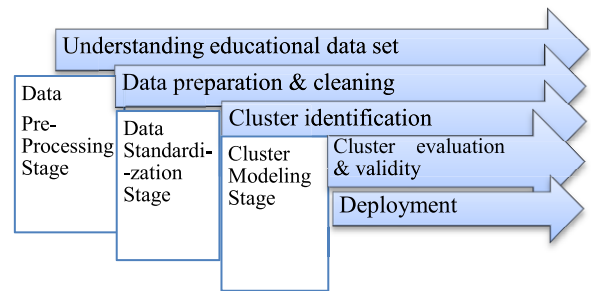 Understanding educational data set
Data preparation & cleaning
Cluster identification
Cluster evaluation
& validity
Deployment
Data
Pre-
Processing
Stage
Data
Standardi-
-zation
Stage
Cluster
Modeling
Stage